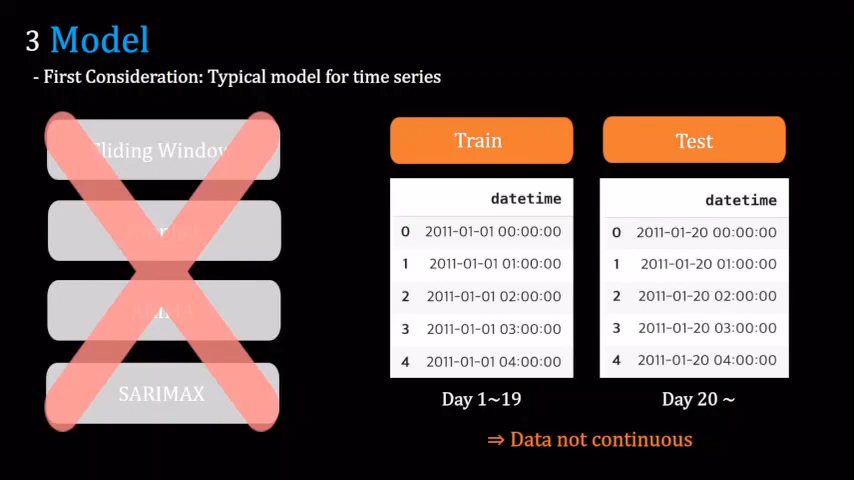 3 Model
- First Consideration: Typical model for time series
Sliding Window
SARIMAX
Train
Test
datetime
0 2011-01-01 00:00:00
1 2011-01-01 01:00:00
2 2011-01-01 02:00:00
3 2011-01-01 03:00:00
4 2011-01-01 04:00:00
Day 1~19
datetime
0 2011-01-20 00:00:00
1 2011-01-20 01:00:00
2 2011-01-20 02:00:00
3 2011-01-20 03:00:00
4 2011-01-20 04:00:00
Day 20 ~
⇒ Data not continuous